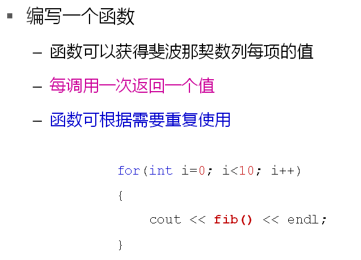 ▪ 编写一个函数
– 函数可以获得斐波那契数列每项的值
– 每调用一次返回一个值
– 函数可根据需要重复使用
for(int i=0; i<10; i++)
{
cout << fib() << endl;
}